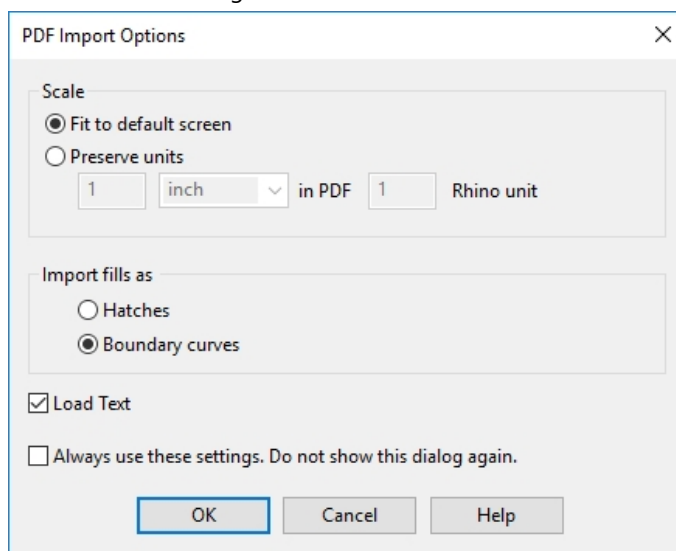 PDF Import Options
Scale
Fit to default screen
Preserve units
1 inch in PDF 1 Rhino unit
Import fills as
Hatches
Boundary curves
Load Text
Always use these settings. Do not show this dialog again.
OK Cancel Help